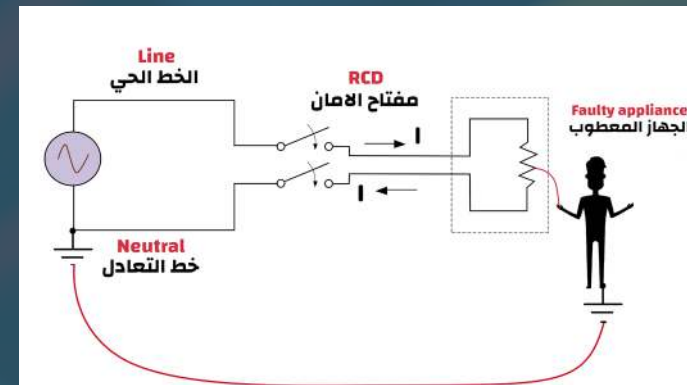 Line
الخط الحي
RCD
مفتاح الامان
I
Faulty appliance
الجهاز المعطوب
I
Neutral
خط التعادل